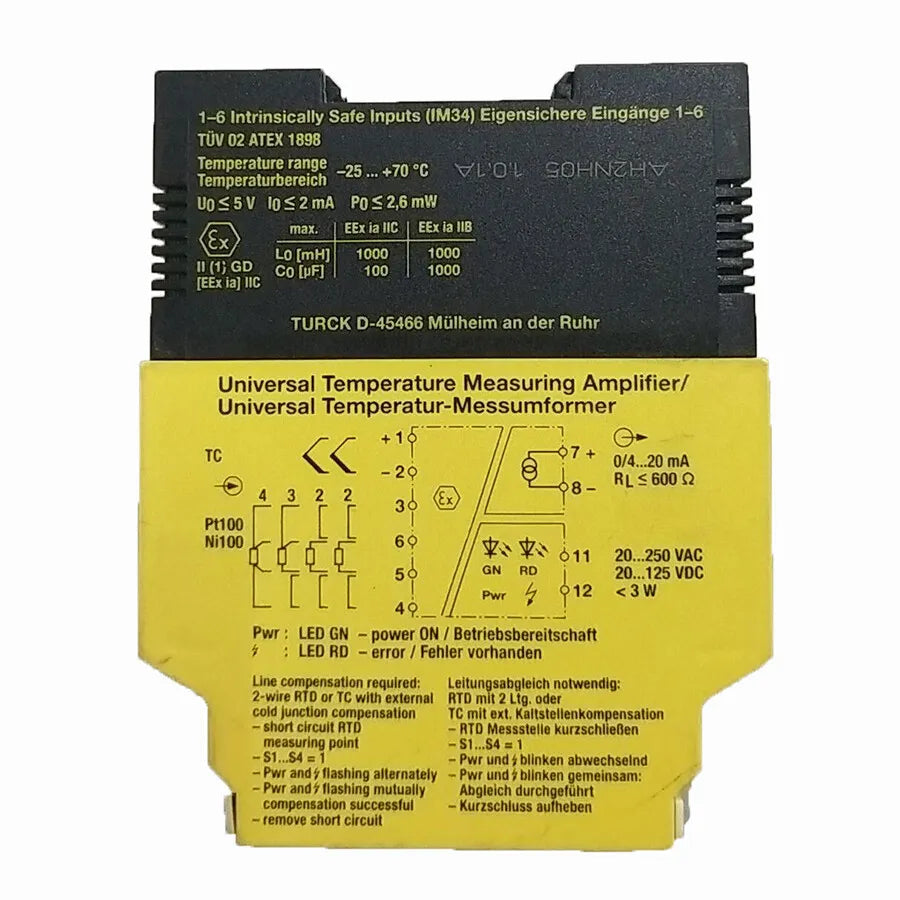 1–6 Intrinsically Safe Inputs (IM34) Eigensichere Eingänge 1–6
TÜV 02 ATEX 1898
Temperature range
Temperaturbereich
–25 ... +70 °C
AH2NH05 1.0.1A
Uo ≤ 5 V Io ≤ 2 mA Po ≤ 2,6 mW
max. EEx ia IIC EEx ia IIB
Lo [mH] 1000 1000
Co [µF] 100 1000
Ex
II (1) GD
[EEx ia] IIC
TURCK D-45466 Mülheim an der Ruhr
Universal Temperature Measuring Amplifier/
Universal Temperatur-Messumformer
TC
4 3 2 2
Pt100
Ni100
+ 1
– 2
3
6
5
4
Ex
7 +
8 –
0/4...20 mA
RL ≤ 600 Ω
GN RD
Pwr
11
12
20...250 VAC
20...125 VDC
< 3 W
Pwr : LED GN – power ON / Betriebsbereitschaft
: LED RD – error / Fehler vorhanden
Line compensation required:
2-wire RTD or TC with external
cold junction compensation
– short circuit RTD
measuring point
– S1...S4 = 1
– Pwr and flashing alternately
– Pwr and flashing mutually
compensation successful
– remove short circuit
Leitungsabgleich notwendig:
RTD mit 2 Ltg. oder
TC mit ext. Kaltstellenkompensation
– RTD Messstelle kurzschließen
– S1...S4 = 1
– Pwr und blinken abwechselnd
– Pwr und blinken gemeinsam:
Abgleich durchgeführt
– Kurzschluss aufheben